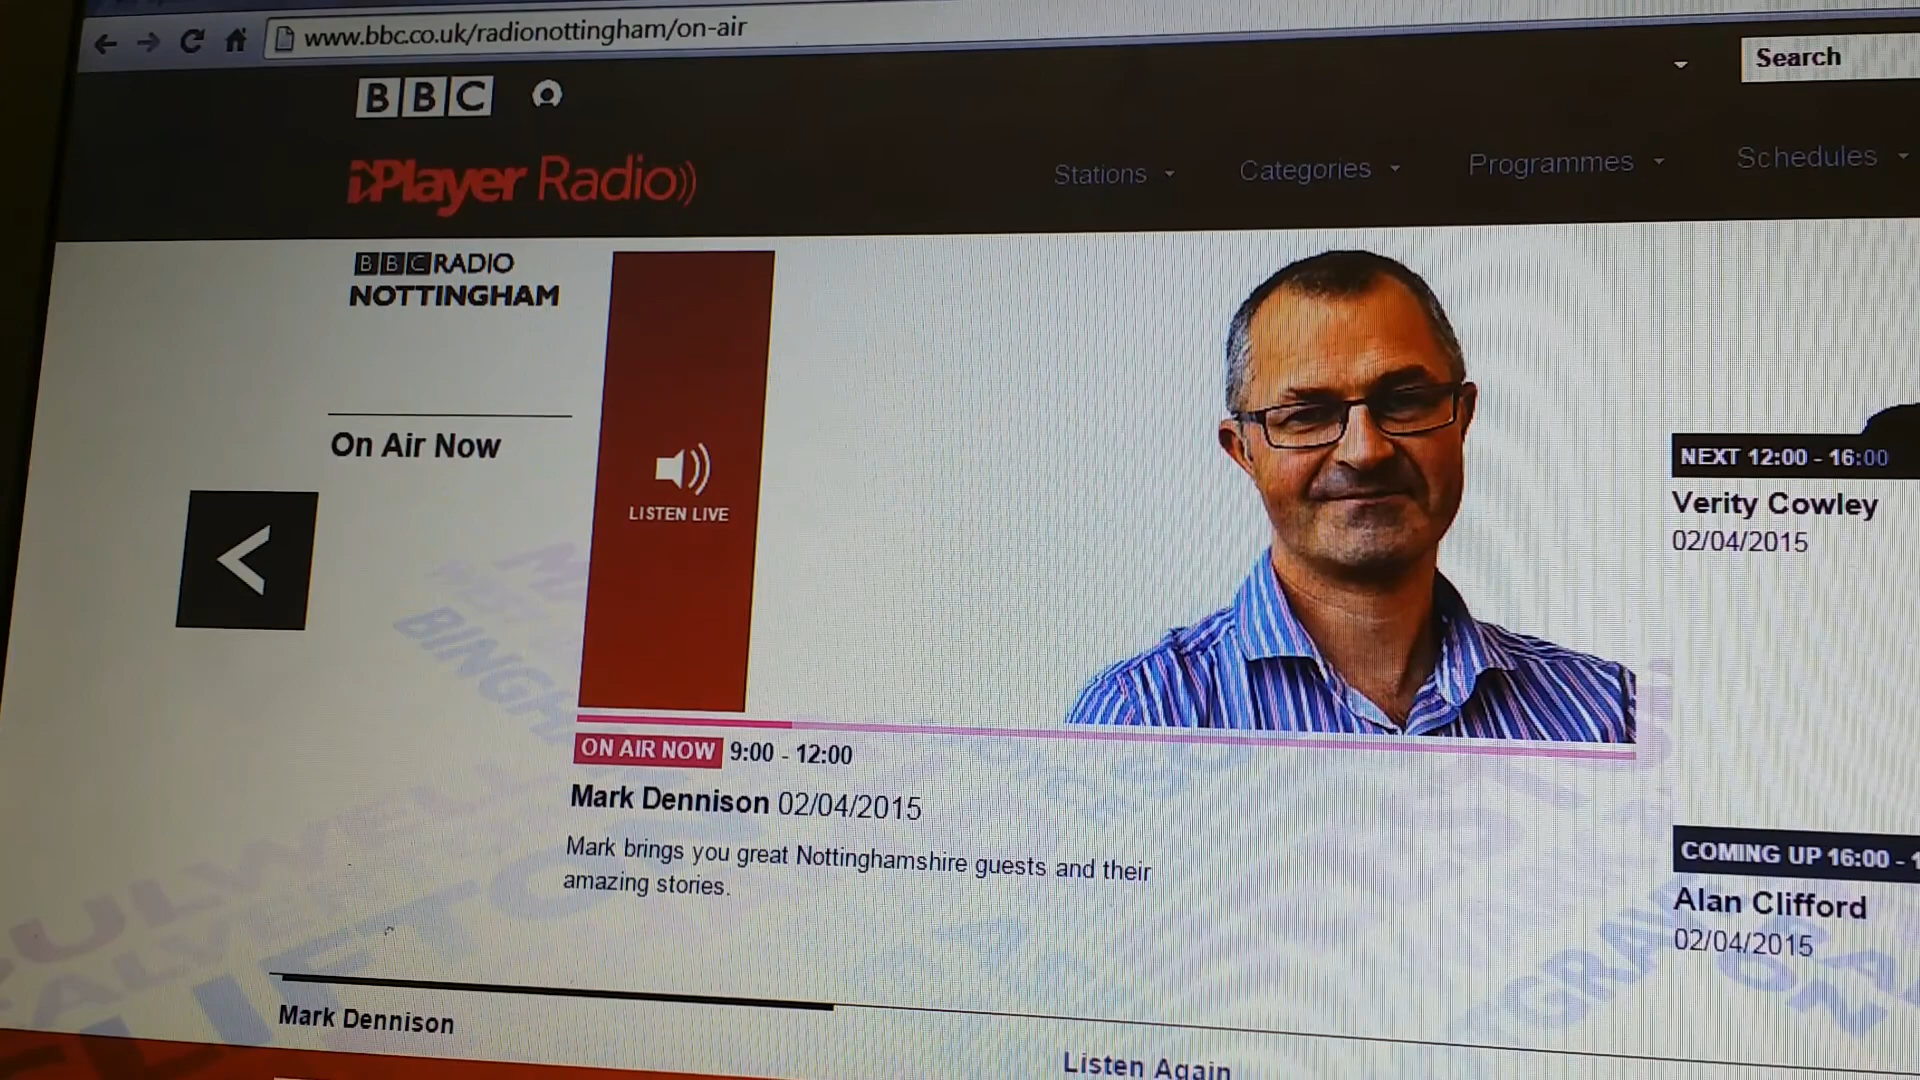 www.bbc.co.uk/radionottingham/on-air
BBC
Search
iPlayer Radio
Stations
Categories
Programmes
Schedules
BBC RADIO
NOTTINGHAM
On Air Now
LISTEN LIVE
NEXT 12:00 - 16:00
Verity Cowley
02/04/2015
ON AIR NOW 9:00 - 12:00
Mark Dennison 02/04/2015
Mark brings you great Nottinghamshire guests and their
amazing stories.
COMING UP 16:00 -
Alan Clifford
02/04/2015
Mark Dennison
Listen Again